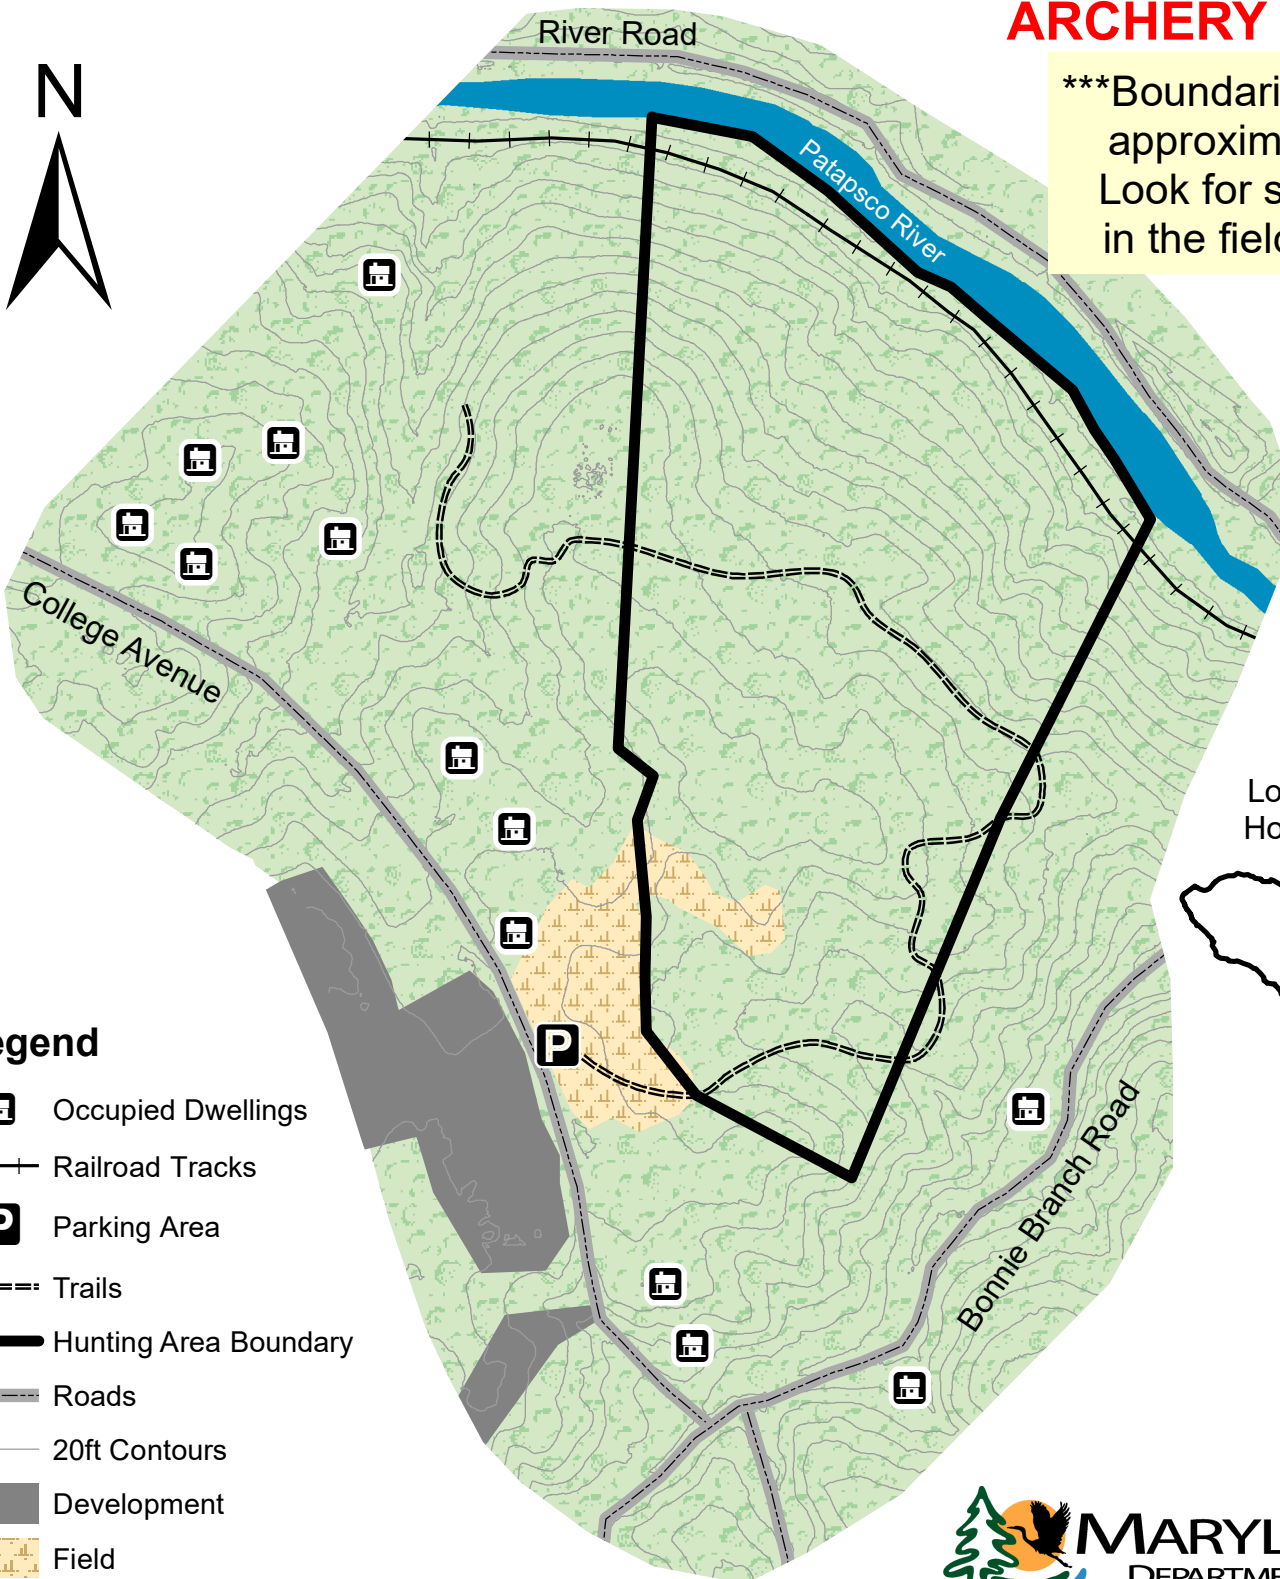 ARCHERY
River Road
N
***Boundari
approxim
Look for s
in the field
Patapsco River
College Avenue
Lo
Ho
P
Bonnie Branch Road
egend
Occupied Dwellings
Railroad Tracks
P
Parking Area
Trails
Hunting Area Boundary
Roads
20ft Contours
Development
Field
MARYL
DEPARTME